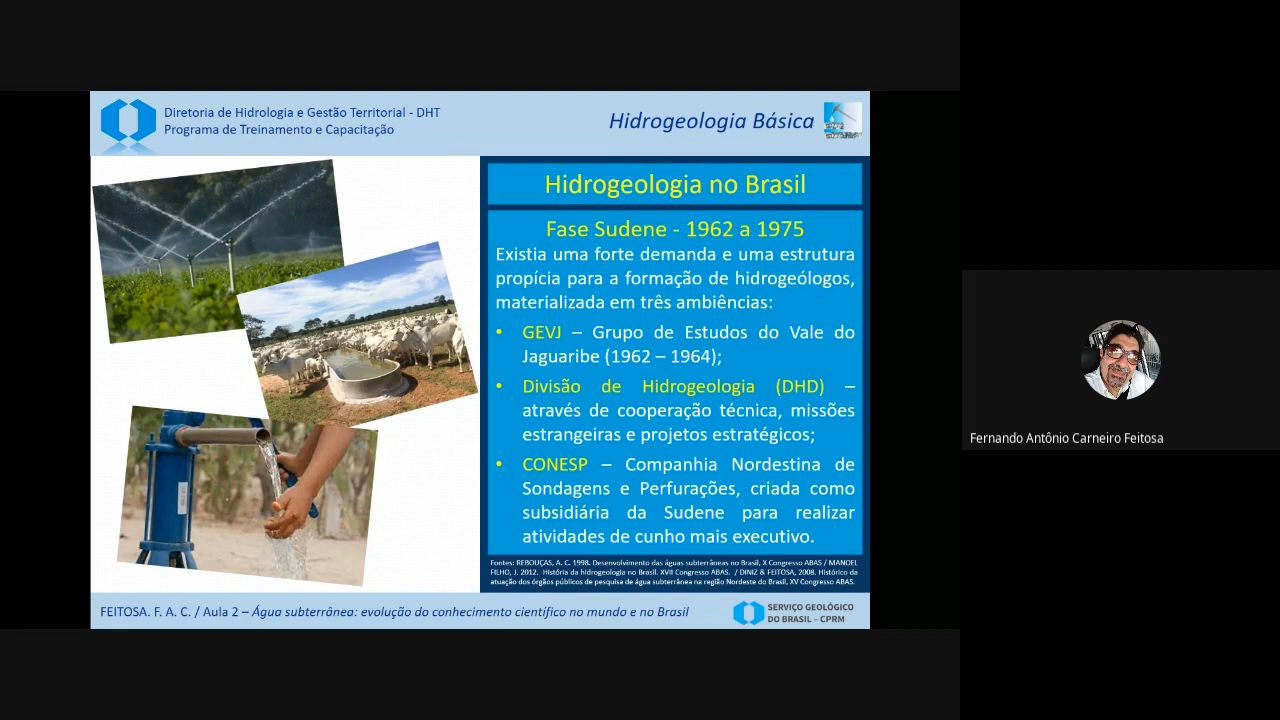 Diretoria de Hidrologia e Gestão Territorial - DHT
Programa de Treinamento e Capacitação
Hidrogeologia Básica
Hidrogeologia no Brasil
Fase Sudene - 1962 a 1975
Existia uma forte demanda e uma estrutura
propícia para a formação de hidrogeólogos,
materializada em três ambiências:
• GEVJ – Grupo de Estudos do Vale do
Jaguaribe (1962 – 1964);
• Divisão de Hidrogeologia (DHD) –
através de cooperação técnica, missões
estrangeiras e projetos estratégicos;
• CONESP – Companhia Nordestina de
Sondagens e Perfurações, criada como
subsidiária da Sudene para realizar
atividades de cunho mais executivo.
Fontes: REBOUÇAS, A. C. 1998. Desenvolvimento das águas subterrâneas no Brasil, X Congresso ABAS / MANOEL
FILHO, J. 2012. História da hidrogeologia no Brasil. XVII Congresso ABAS. / DINIZ & FEITOSA, 2008. Histórico da
atuação dos órgãos públicos de pesquisa de água subterrânea na região Nordeste do Brasil, XV Congresso ABAS.
FEITOSA. F. A. C. / Aula 2 – Água subterrânea: evolução do conhecimento científico no mundo e no Brasil
SERVIÇO GEOLÓGICO
DO BRASIL – CPRM
Fernando Antônio Carneiro Feitosa